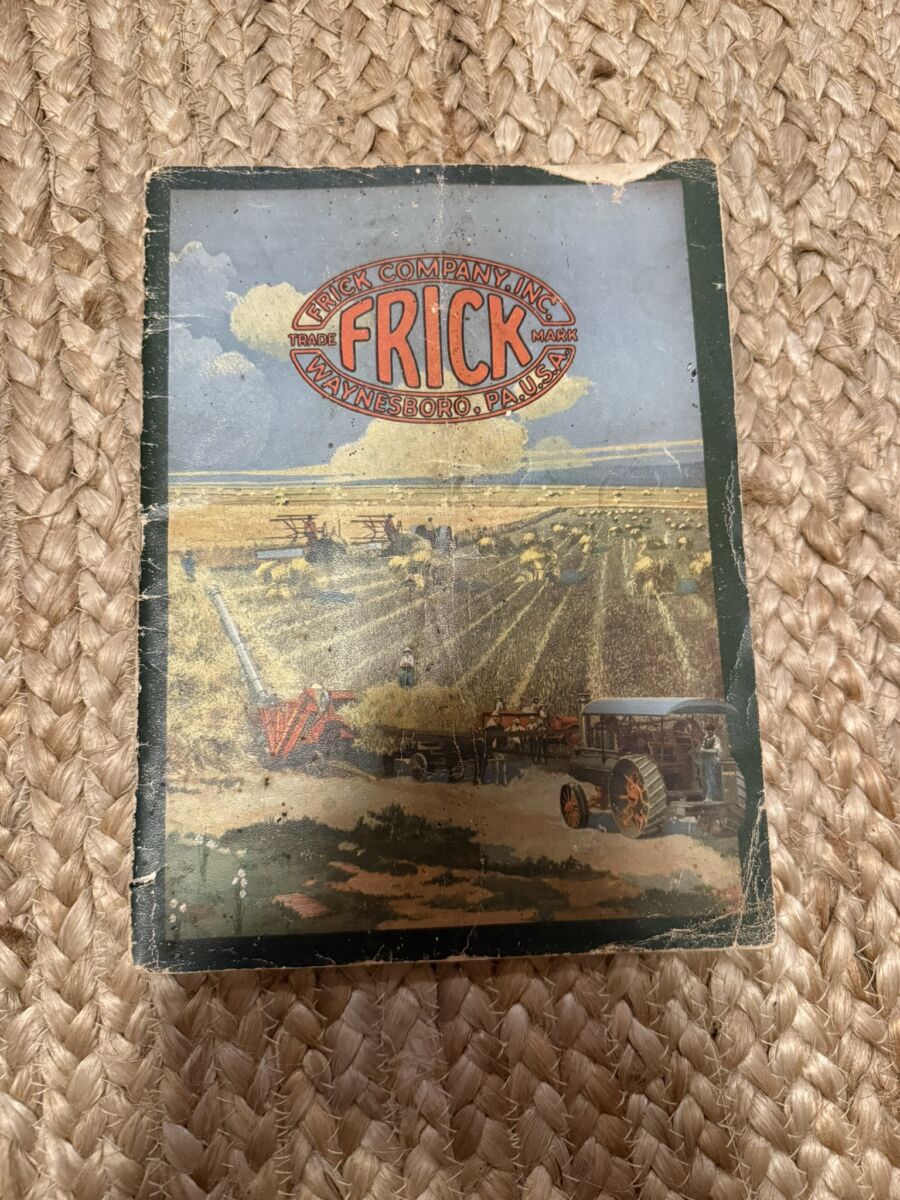 FRICK COMPANY, INC.
TRADE FRICK MARK
WAYNESBORO, PA, U.S.A.